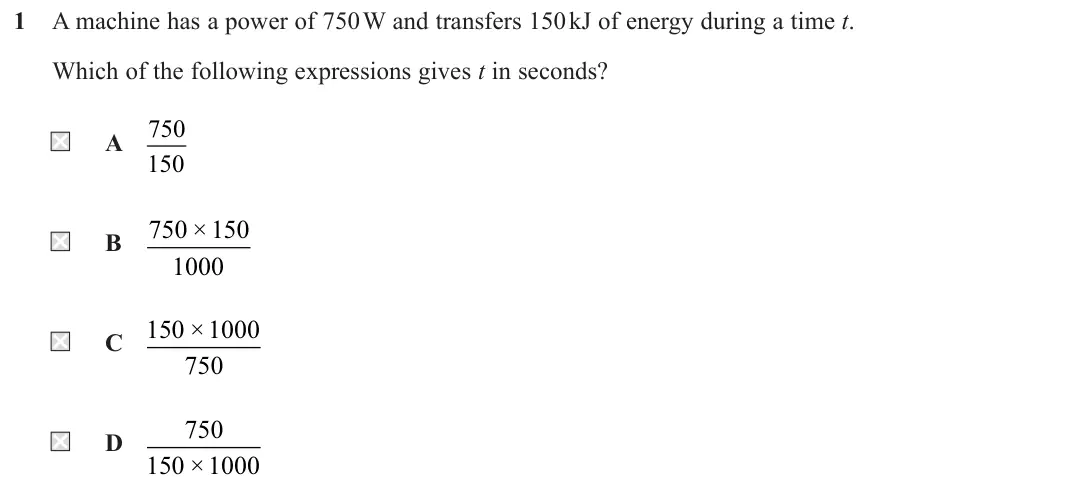 1 A machine has a power of 750 W and transfers 150 kJ of energy during a time t.
Which of the following expressions gives t in seconds?
A 750
150
B 750 × 150
1000
C 150 × 1000
750
D 750
150 × 1000